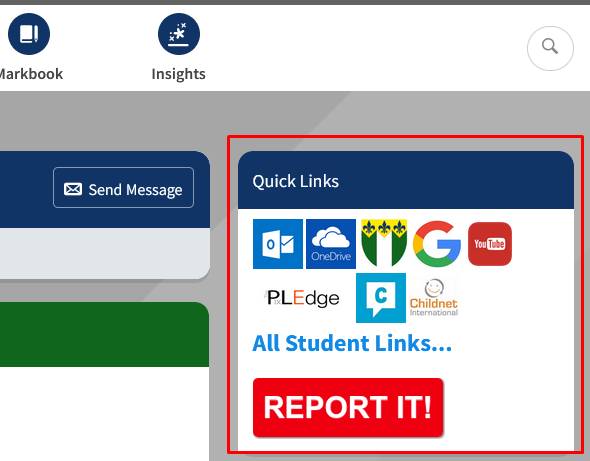 Markbook
Insights
Send Message
Quick Links
OneDrive
YouTube
PLEdge
Childnet
International
All Student Links...
REPORT IT!